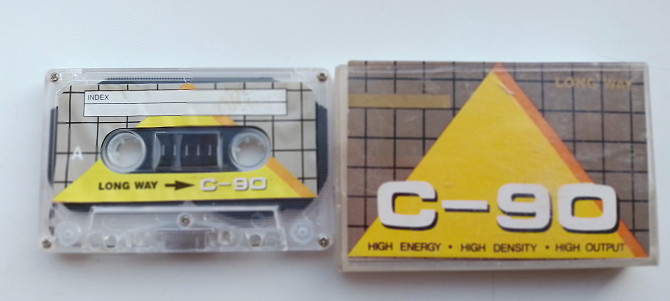 INDEX
A
LONG WAY
C-90
LONG WAY
C-90
HIGH ENERGY • HIGH DENSITY • HIGH OUTPUT